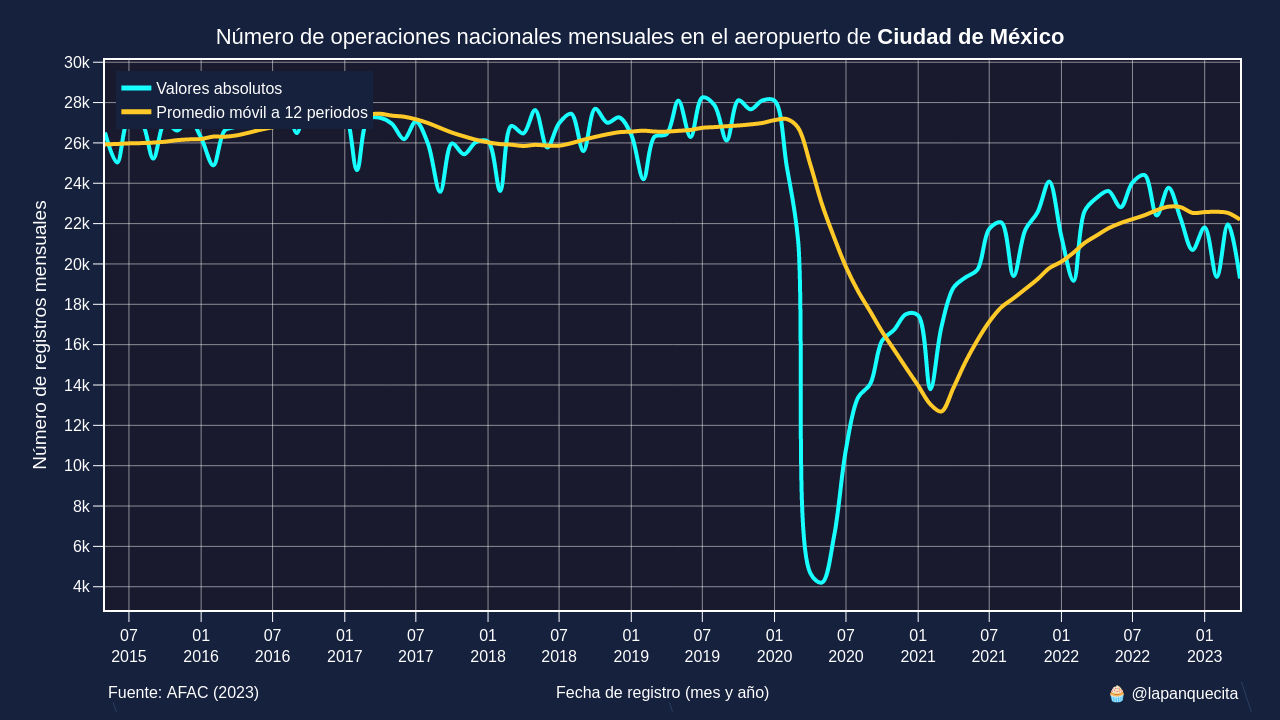 Número de operaciones nacionales mensuales en el aeropuerto de Ciudad de México
Número de registros mensuales
30k
28k
26k
24k
22k
20k
18k
16k
14k
12k
10k
8k
6k
4k
Valores absolutos
Promedio móvil a 12 periodos
07 01 07 01 07 01 07 01 07 01 07 01 07 01 07 01
2015 2016 2016 2017 2017 2018 2018 2019 2019 2020 2020 2021 2021 2022 2022 2023
Fuente: AFAC (2023)
Fecha de registro (mes y año)
🧁 @lapanquecita